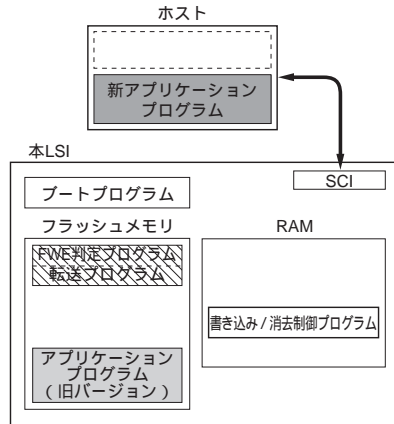 ホスト
新アプリケーション
プログラム
本LSI
SCI
ブートプログラム
フラッシュメモリ
RAM
FWE判定プログラム
転送プログラム
書き込み / 消去制御プログラム
アプリケーション
プログラム
( 旧バージョン )